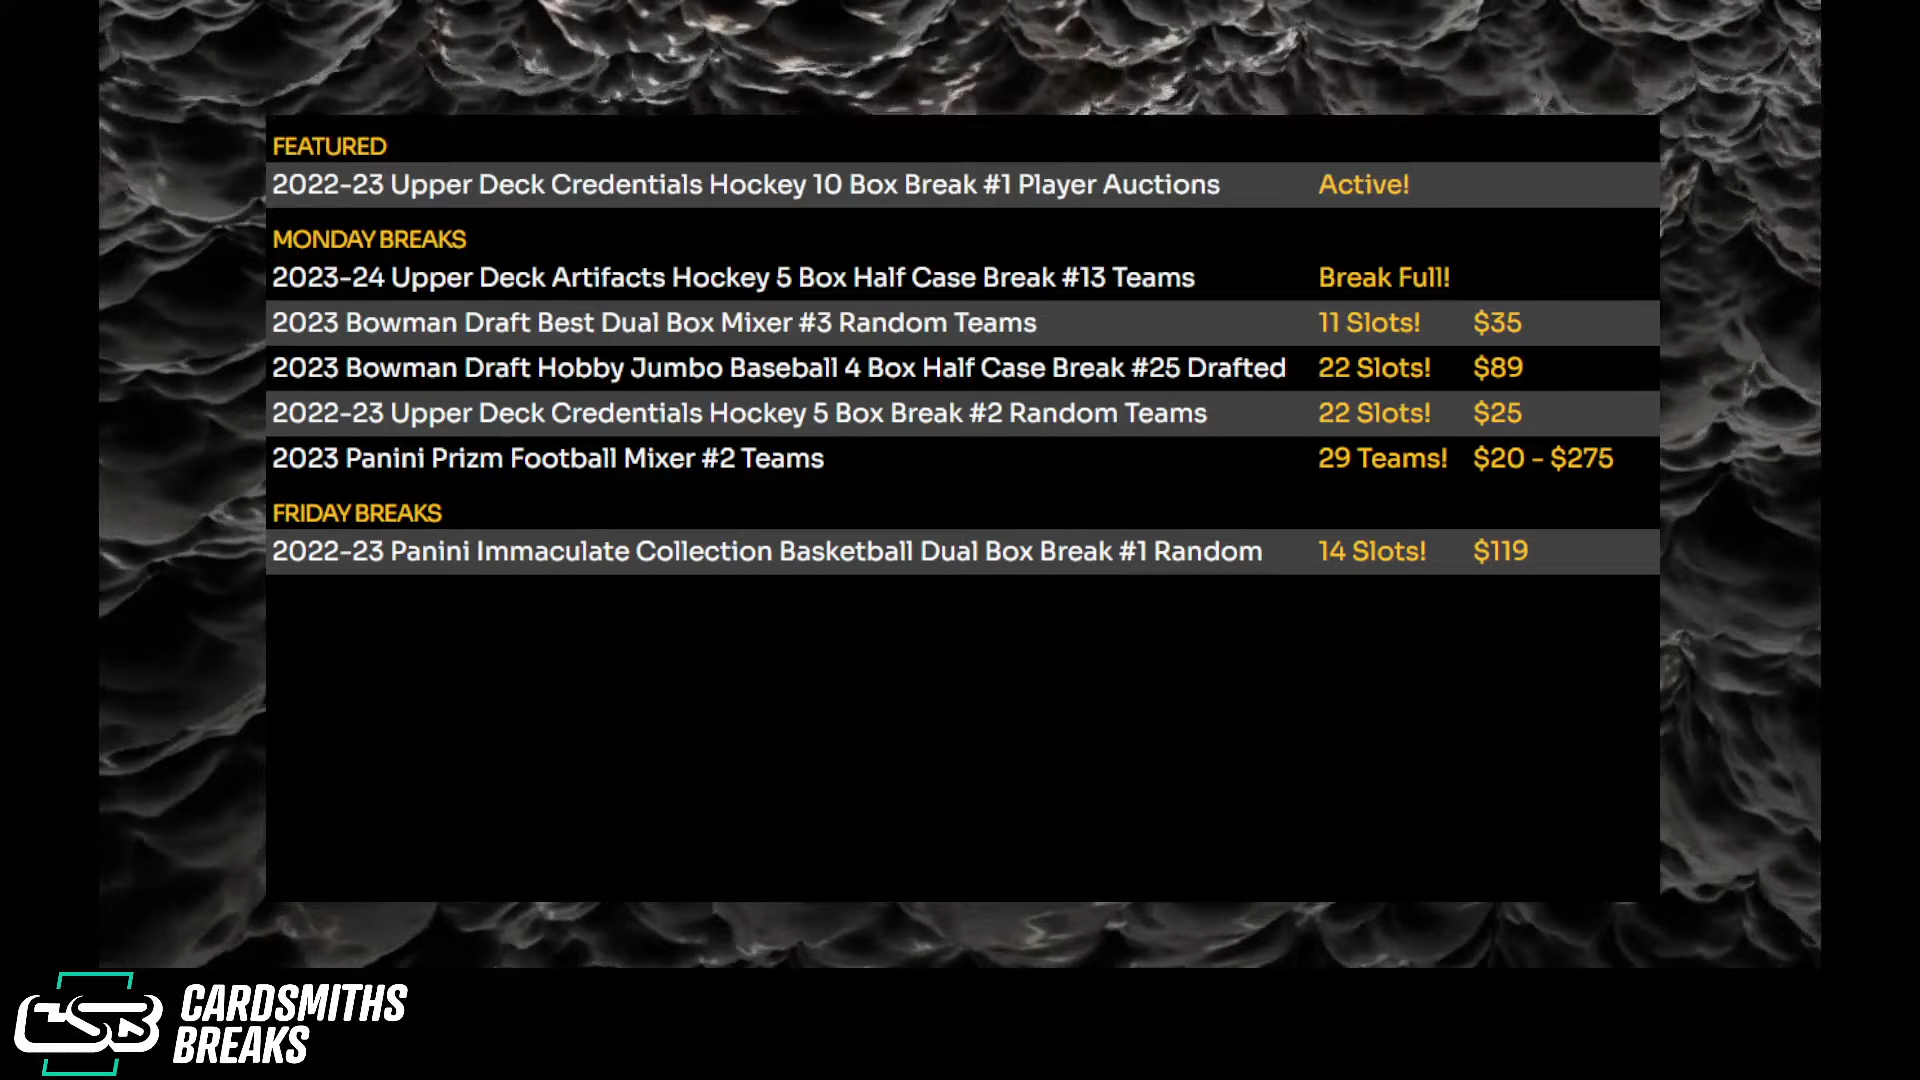 FEATURED
2022-23 Upper Deck Credentials Hockey 10 Box Break #1 Player Auctions Active!
MONDAY BREAKS
2023-24 Upper Deck Artifacts Hockey 5 Box Half Case Break #13 Teams Break Full!
2023 Bowman Draft Best Dual Box Mixer #3 Random Teams 11 Slots! $35
2023 Bowman Draft Hobby Jumbo Baseball 4 Box Half Case Break #25 Drafted 22 Slots! $89
2022-23 Upper Deck Credentials Hockey 5 Box Break #2 Random Teams 22 Slots! $25
2023 Panini Prizm Football Mixer #2 Teams 29 Teams! $20 - $275
FRIDAY BREAKS
2022-23 Panini Immaculate Collection Basketball Dual Box Break #1 Random 14 Slots! $119
CSB CARDSMITHS
BREAKS